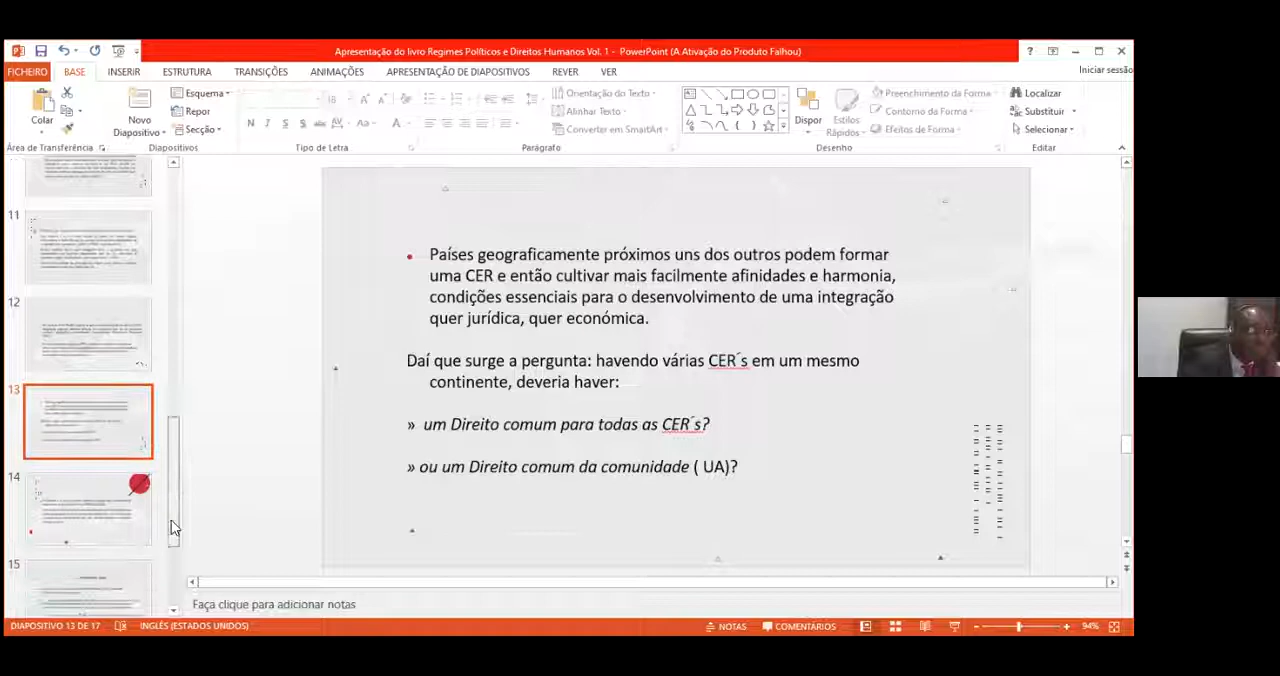 Apresentação do livro Regimes Políticos e Direitos Humanos Vol. 1 - PowerPoint (A Ativação do Produto Falhou)
FICHEIRO BASE INSERIR ESTRUTURA TRANSIÇÕES ANIMAÇÕES APRESENTAÇÃO DE DIAPOSITIVOS REVER VER Iniciar sessão
Colar
Novo
Diapositivo
Esquema
Repor
Secção
N I S S abc AV Aa A
Orientação do Texto
Alinhar Texto
Converter em SmartArt
Dispor
Estilos
Rápidos
Preenchimento da Forma
Contorno da Forma
Efeitos de Forma
Localizar
Substituir
Selecionar
Área de Transferência Diapositivos Tipo de Letra Parágrafo Desenho Editar
11
12
13
14
15
• Países geograficamente próximos uns dos outros podem formar
uma CER e então cultivar mais facilmente afinidades e harmonia,
condições essenciais para o desenvolvimento de uma integração
quer jurídica, quer económica.
Daí que surge a pergunta: havendo várias CER´s em um mesmo
continente, deveria haver:
» um Direito comum para todas as CER´s?
» ou um Direito comum da comunidade ( UA)?
Faça clique para adicionar notas
DIAPOSITIVO 13 DE 17 INGLÊS (ESTADOS UNIDOS) NOTAS COMENTÁRIOS 94%